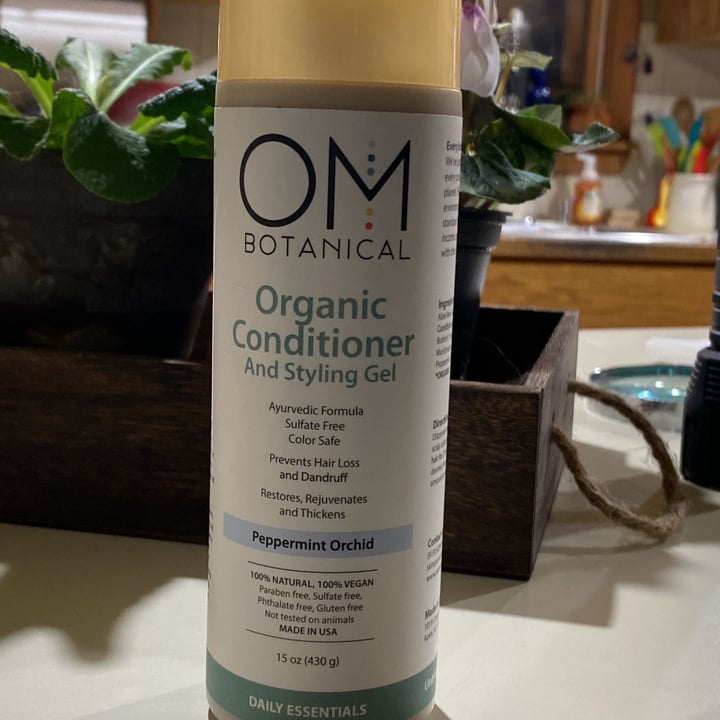 OM
BOTANICAL
Organic
Conditioner
And Styling Gel
Ayurvedic Formula
Sulfate Free
Color Safe
Prevents Hair Loss
and Dandruff
Restores, Rejuvenates
and Thickens
Peppermint Orchid
100% NATURAL, 100% VEGAN
Paraben free, Sulfate free,
Phthalate free, Gluten free
Not tested on animals
MADE IN USA
15 oz (430 g)
DAILY ESSENTIALS